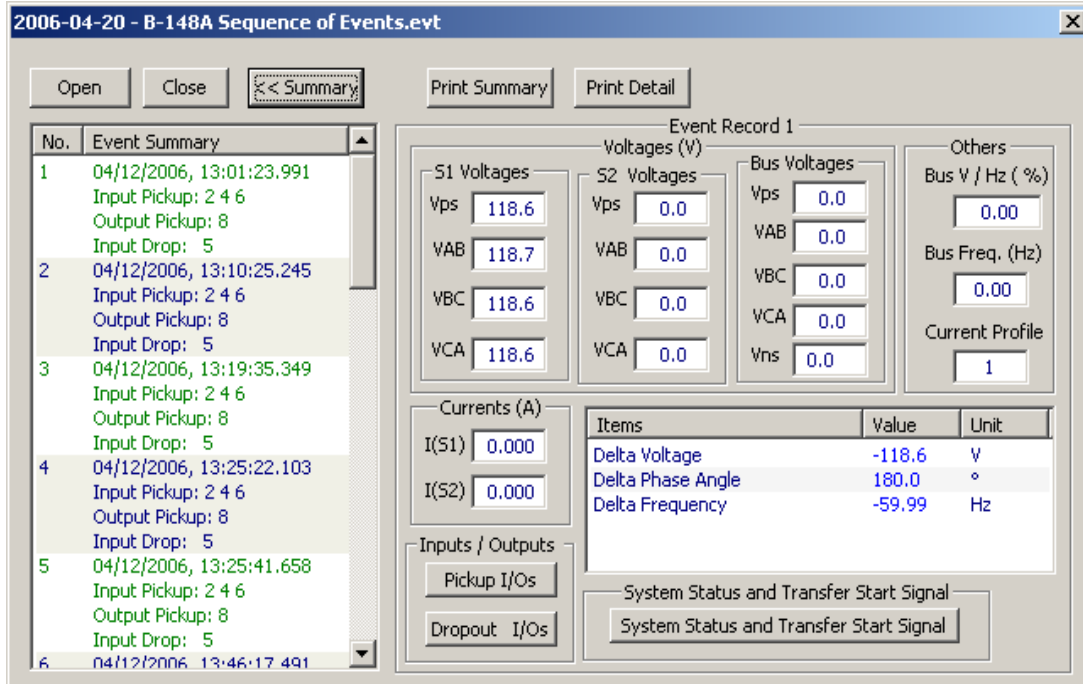 2006-04-20 - B-148A Sequence of Events.evt
Open Close << Summary Print Summary Print Detail
No. Event Summary
1 04/12/2006, 13:01:23.991
Input Pickup: 2 4 6
Output Pickup: 8
Input Drop: 5
2 04/12/2006, 13:10:25.245
Input Pickup: 2 4 6
Output Pickup: 8
Input Drop: 5
3 04/12/2006, 13:19:35.349
Input Pickup: 2 4 6
Output Pickup: 8
Input Drop: 5
4 04/12/2006, 13:25:22.103
Input Pickup: 2 4 6
Output Pickup: 8
Input Drop: 5
5 04/12/2006, 13:25:41.658
Input Pickup: 2 4 6
Output Pickup: 8
Input Drop: 5
6 04/12/2006, 13:46:17.491
Event Record 1
Voltages (V)
S1 Voltages
Vps 118.6
VAB 118.7
VBC 118.6
VCA 118.6
S2 Voltages
Vps 0.0
VAB 0.0
VBC 0.0
VCA 0.0
Bus Voltages
Vps 0.0
VAB 0.0
VBC 0.0
VCA 0.0
Vns 0.0
Others
Bus V / Hz ( %)
0.00
Bus Freq. (Hz)
0.00
Current Profile
1
Currents (A)
I(S1) 0.000
I(S2) 0.000
Items Value Unit
Delta Voltage -118.6 V
Delta Phase Angle 180.0 °
Delta Frequency -59.99 Hz
Inputs / Outputs
Pickup I/Os
Dropout I/Os
System Status and Transfer Start Signal
System Status and Transfer Start Signal